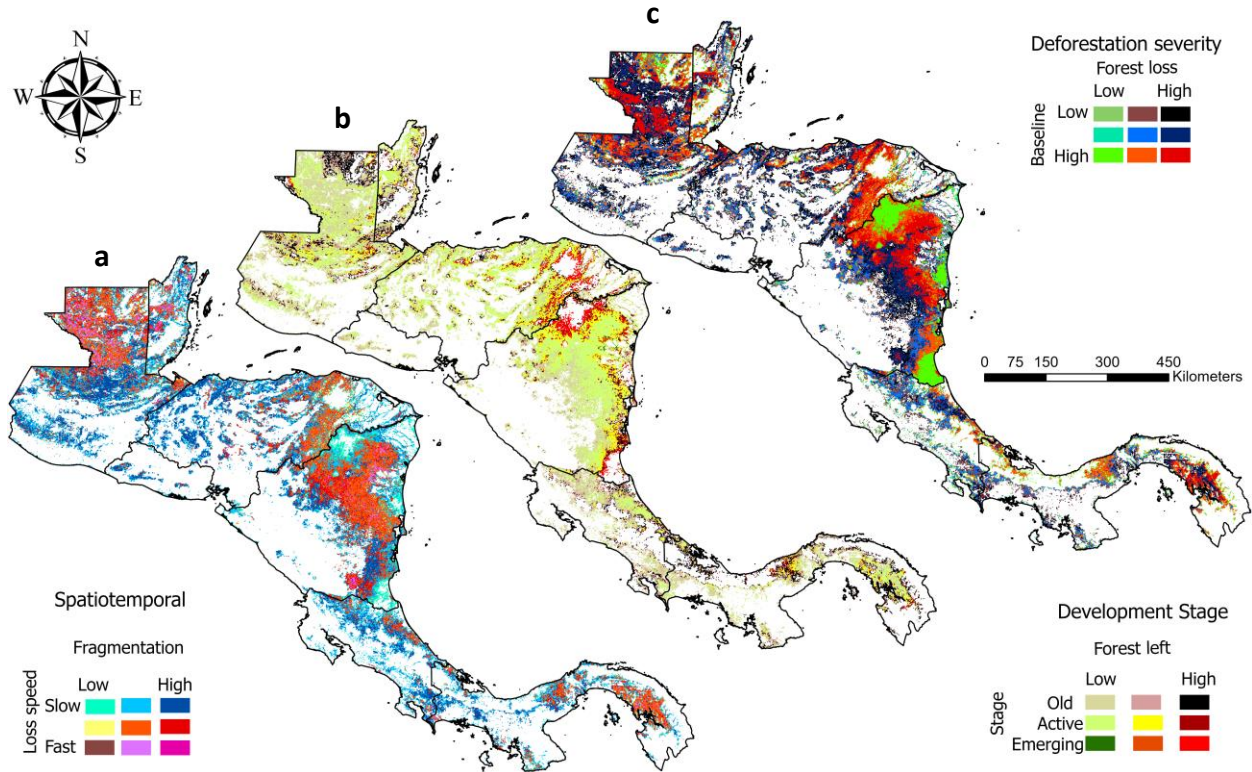 c
Deforestation severity
Forest loss
Low High
Low
Baseline
High
N
W E
S
b
a
0 75 150 300 450
Kilometers
Spatiotemporal
Fragmentation
Low High
Slow
Loss speed
Fast
Development Stage
Forest left
Low High
Old
Stage
Active
Emerging